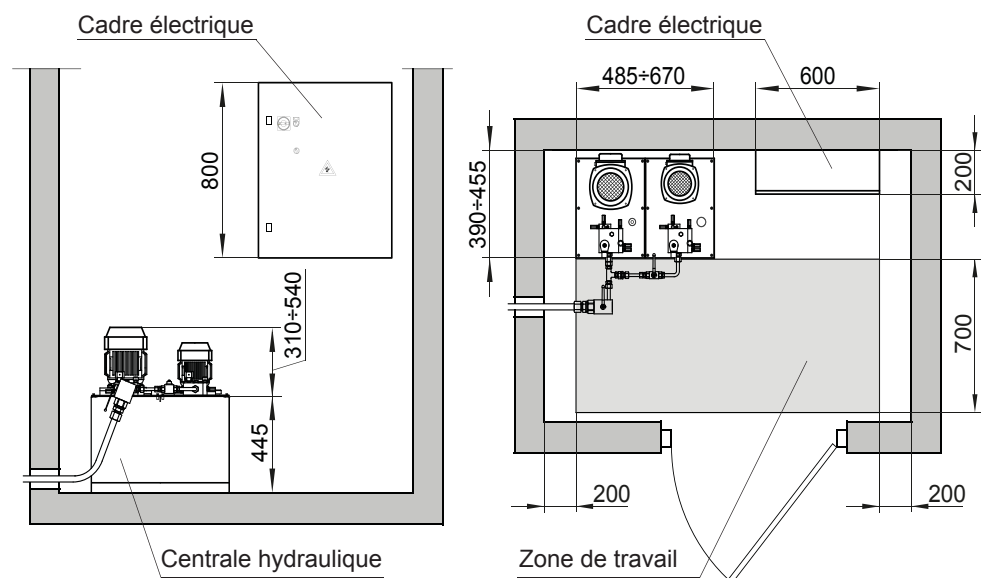 Cadre électrique
800
310÷540
445
Centrale hydraulique
Cadre électrique
485÷670
600
390÷455
200
700
200
200
Zone de travail